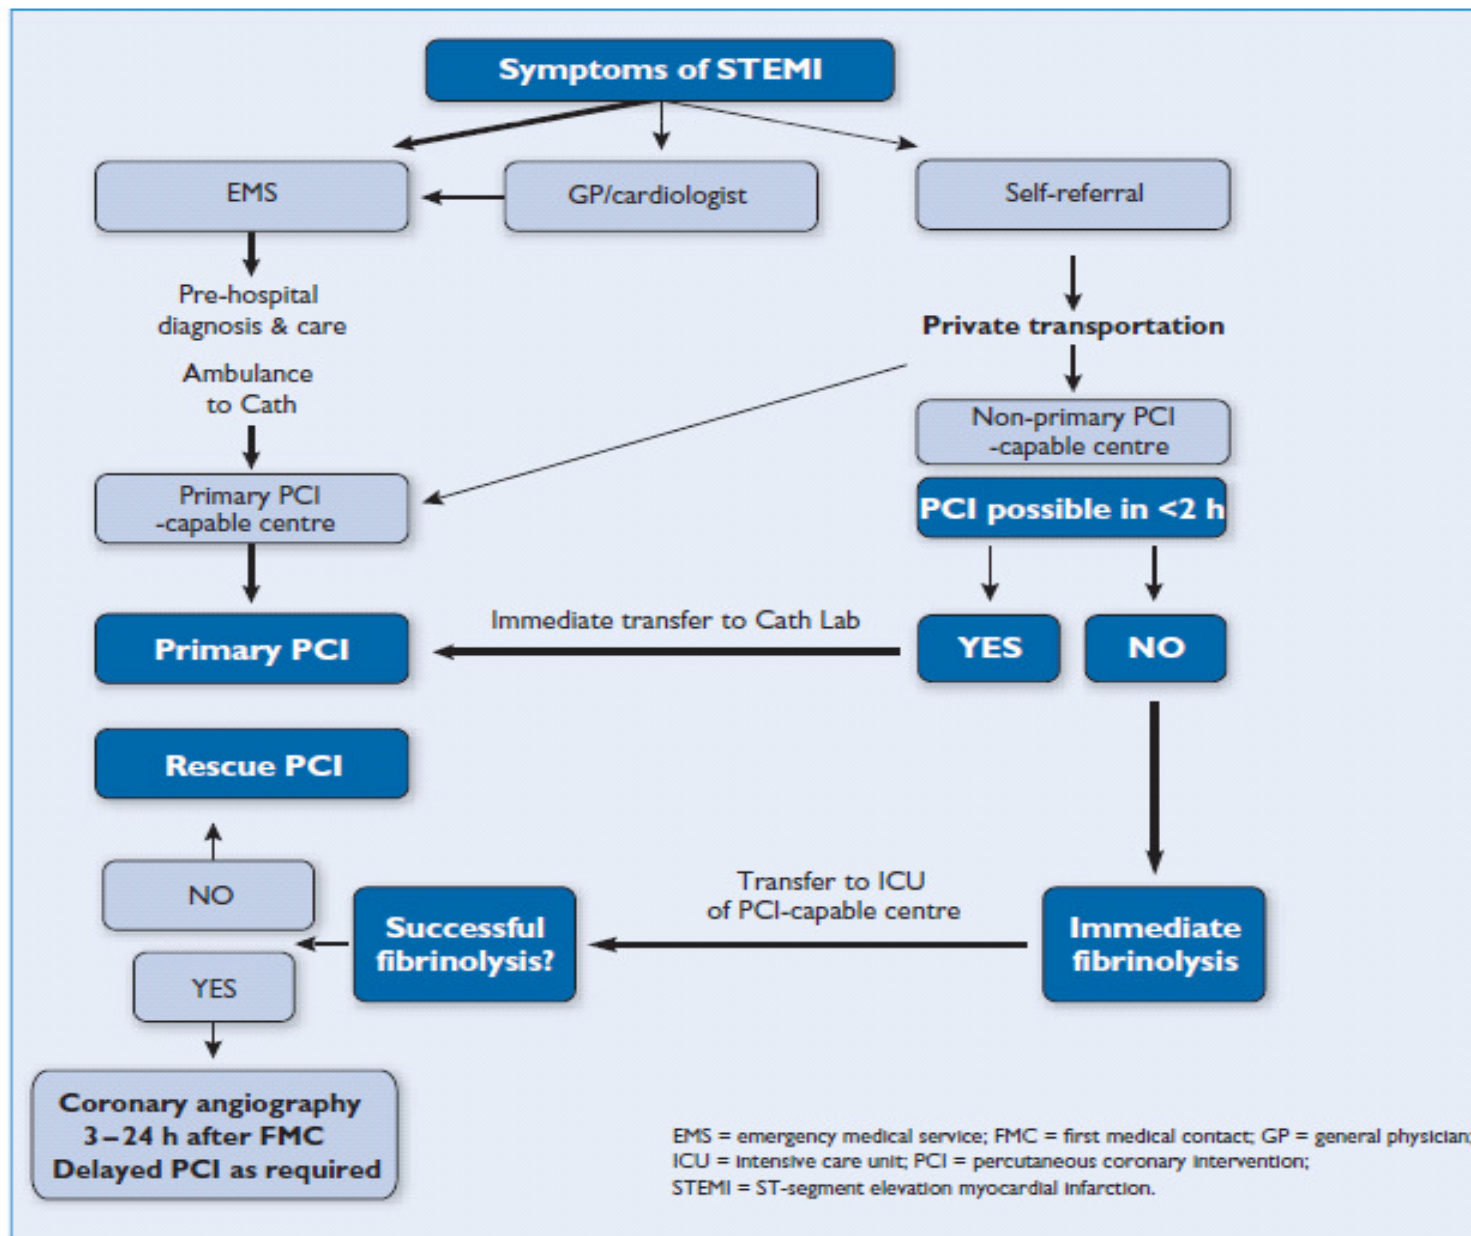 Symptoms of STEMI
EMS
GP/cardiologist
Self-referral
Pre-hospital
diagnosis & care
Private transportation
Ambulance
to Cath
Non-primary PCI
-capable centre
Primary PCI
-capable centre
PCI possible in <2 h
Immediate transfer to Cath Lab
Primary PCI
YES
NO
Rescue PCI
NO
Transfer to ICU
of PCI-capable centre
Successful
fibrinolysis?
Immediate
fibrinolysis
YES
Coronary angiography
3–24 h after FMC
Delayed PCI as required
EMS = emergency medical service; FMC = first medical contact; GP = general physician;
ICU = intensive care unit; PCI = percutaneous coronary intervention;
STEMI = ST-segment elevation myocardial infarction.